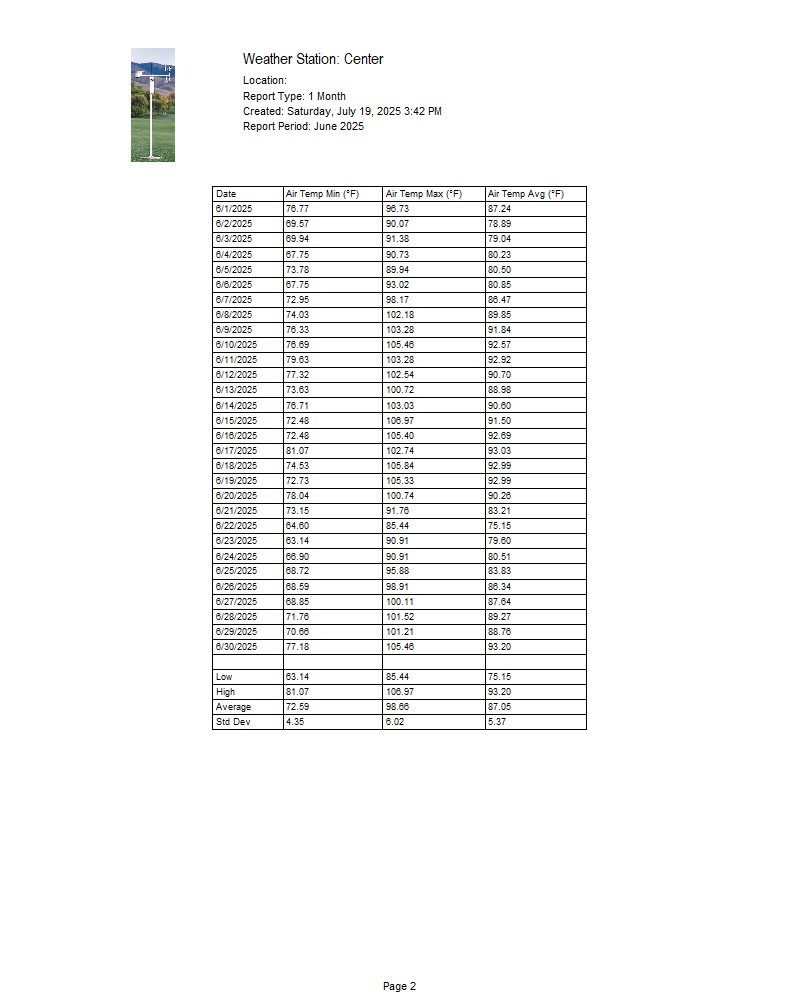 Weather Station: Center
Location:
Report Type: 1 Month
Created: Saturday, July 19, 2025 3:42 PM
Report Period: June 2025
Date Air Temp Min (°F) Air Temp Max (°F) Air Temp Avg (°F)
6/1/2025 76.77 96.73 87.24
6/2/2025 69.57 90.07 78.89
6/3/2025 69.94 91.38 79.04
6/4/2025 67.75 90.73 80.23
6/5/2025 73.78 89.94 80.50
6/6/2025 67.75 93.02 80.85
6/7/2025 72.95 98.17 86.47
6/8/2025 74.03 102.18 89.85
6/9/2025 76.33 103.28 91.84
6/10/2025 76.69 105.46 92.57
6/11/2025 79.63 103.28 92.92
6/12/2025 77.32 102.54 90.70
6/13/2025 73.63 100.72 88.98
6/14/2025 76.71 103.03 90.60
6/15/2025 72.48 106.97 91.50
6/16/2025 72.48 105.40 92.69
6/17/2025 81.07 102.74 93.03
6/18/2025 74.53 105.84 92.99
6/19/2025 72.73 105.33 92.99
6/20/2025 78.04 100.74 90.26
6/21/2025 73.15 91.76 83.21
6/22/2025 64.60 85.44 75.15
6/23/2025 63.14 90.91 79.60
6/24/2025 66.90 90.91 80.51
6/25/2025 68.72 95.88 83.83
6/26/2025 68.59 98.91 86.34
6/27/2025 68.85 100.11 87.64
6/28/2025 71.76 101.52 89.27
6/29/2025 70.66 101.21 88.76
6/30/2025 77.18 105.46 93.20
Low 63.14 85.44 75.15
High 81.07 106.97 93.20
Average 72.59 98.66 87.05
Std Dev 4.35 6.02 5.37
Page 2